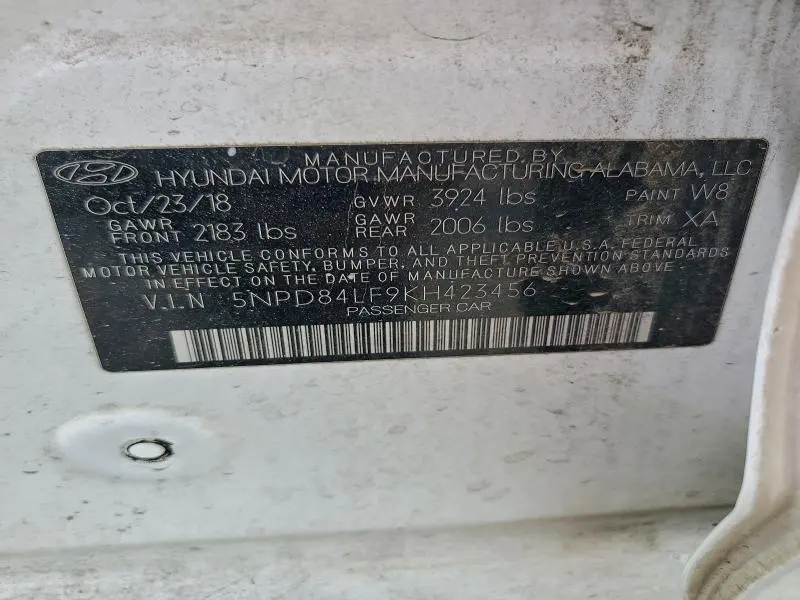 MANUFACTURED BY
HYUNDAI MOTOR MANUFACTURING ALABAMA, LLC
Oct/23/18 GVWR 3924 lbs PAINT W8
GAWR FRONT 2183 lbs GAWR REAR 2006 lbs TRIM XA
THIS VEHICLE CONFORMS TO ALL APPLICABLE U.S.A. FEDERAL
MOTOR VEHICLE SAFETY, BUMPER, AND THEFT PREVENTION STANDARDS
IN EFFECT ON THE DATE OF MANUFACTURE SHOWN ABOVE.
V.I.N 5NPD84LF9KH423456
PASSENGER CAR